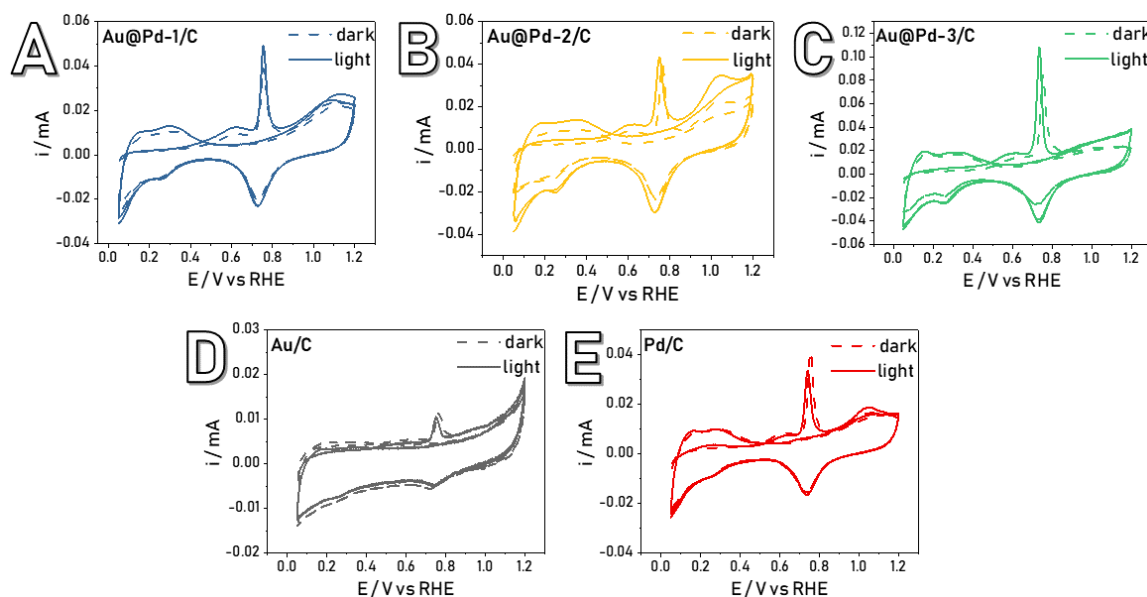 A
Au@Pd-1/C
dark
light
0.06
0.04
0.02
0.00
-0.02
-0.04
i / mA
0.0 0.2 0.4 0.6 0.8 1.0 1.2
E / V vs RHE
B
Au@Pd-2/C
dark
light
0.06
0.04
0.02
0.00
-0.02
-0.04
-0.06
i / mA
0.0 0.2 0.4 0.6 0.8 1.0 1.2
E / V vs RHE
C
Au@Pd-3/C
dark
light
0.12
0.10
0.08
0.06
0.04
0.02
0.00
-0.02
-0.04
-0.06
i / mA
0.0 0.2 0.4 0.6 0.8 1.0 1.2
E / V vs RHE
D
Au/C
dark
light
0.03
0.02
0.01
0.00
-0.01
-0.02
i / mA
0.0 0.2 0.4 0.6 0.8 1.0 1.2
E / V vs RHE
E
Pd/C
dark
light
0.04
0.02
0.00
-0.02
-0.04
i / mA
0.0 0.2 0.4 0.6 0.8 1.0 1.2
E / V vs RHE